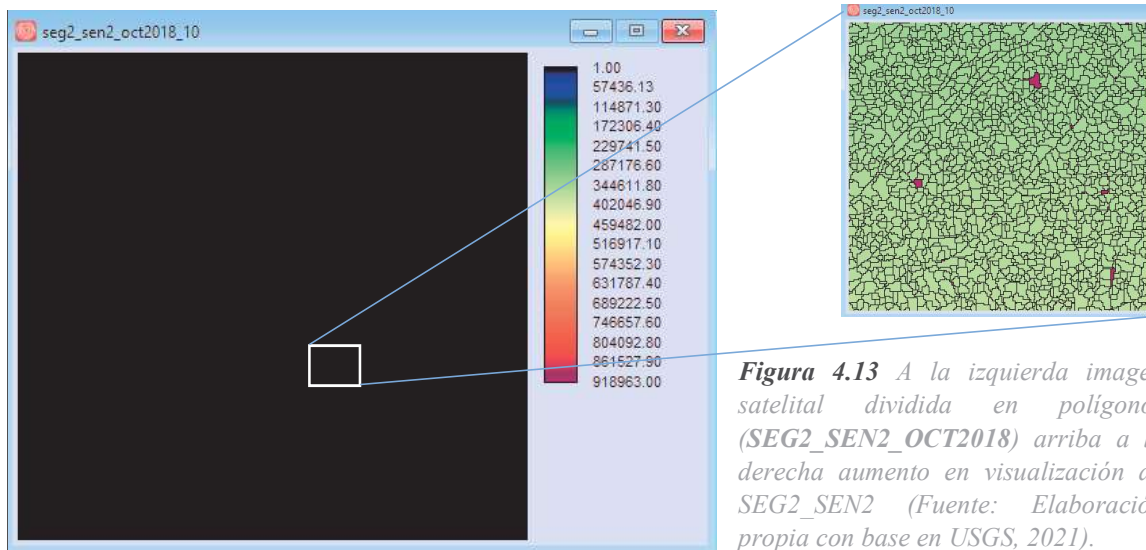 seg2_sen2_oct2018_10
1.00
57436.13
114871.30
172306.40
229741.50
287176.60
344611.80
402046.90
459482.00
516917.10
574352.30
631787.40
689222.50
746657.60
804092.80
861527.90
918963.00
seg2_sen2_oct2018_10
Figura 4.13 A la izquierda image
satelital dividida en polígono
(SEG2_SEN2_OCT2018) arriba a l
derecha aumento en visualización d
SEG2_SEN2 (Fuente: Elaboració
propia con base en USGS, 2021).